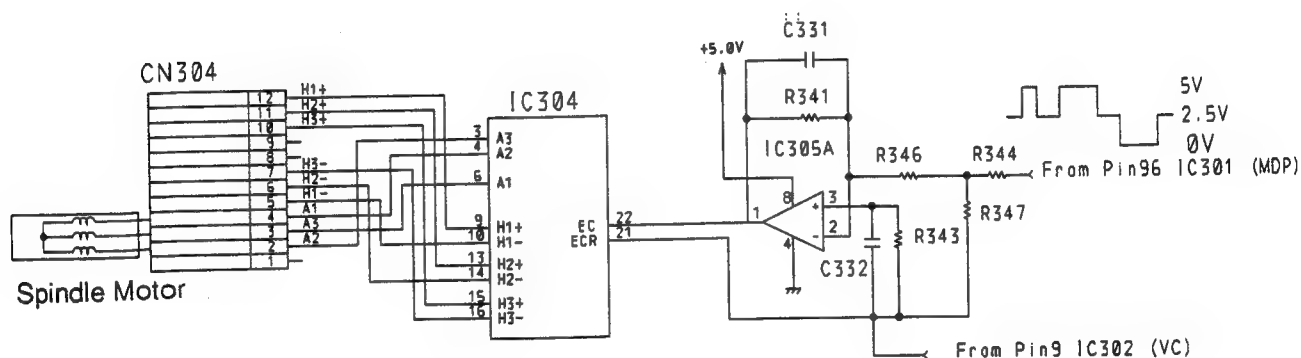 C331
+5.0V
CN304
12 H1+
11 H2+
10 H3+
9
8
7 H3-
6 H2-
5 H1-
4 A1
3 A3
2 A2
1
Spindle Motor
IC304
3 A3
4 A2
6 A1
9 H1+
10 H1-
13 H2+
14 H2-
15 H3+
16 H3-
EC 22
ECR 21
R341
IC305A
8
1
+ 3
- 2
4
C332
R343
R346
R344
R347
5V
2.5V
0V
From Pin96 IC301 (MDP)
From Pin9 IC302 (VC)